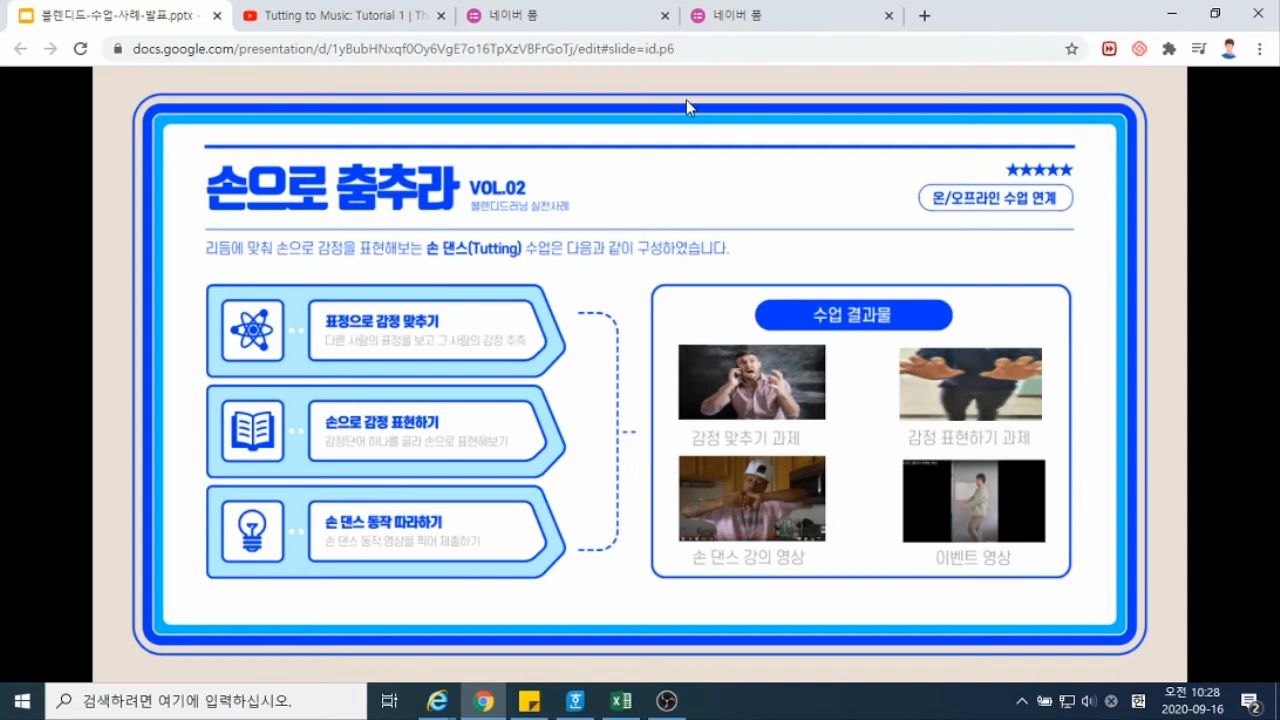 블렌디드-수업-사례-발표.pptx -
Tutting to Music: Tutorial 1 | Th
네이버 폼
네이버 폼
docs.google.com/presentation/d/1yBubHNxqf0Oy6VgE7o16TpXzVBFrGoTj/edit#slide=id.p6
손으로 춤추라 VOL.02
블렌디드러닝 실천사례
★★★★★
온/오프라인 수업 연계
리듬에 맞춰 손으로 감정을 표현해보는 손 댄스(Tutting) 수업은 다음과 같이 구성하였습니다.
표정으로 감정 맞추기
다른 사람의 표정을 보고 그 사람의 감정 추측
손으로 감정 표현하기
감정단어 하나를 골라 손으로 표현해보기
손 댄스 동작 따라하기
손 댄스 동작 영상을 찍어 제출하기
수업 결과물
감정 맞추기 과제
감정 표현하기 과제
손 댄스 강의 영상
이벤트 영상
검색하려면 여기에 입력하십시오.
한
오전 10:28
2020-09-16
2